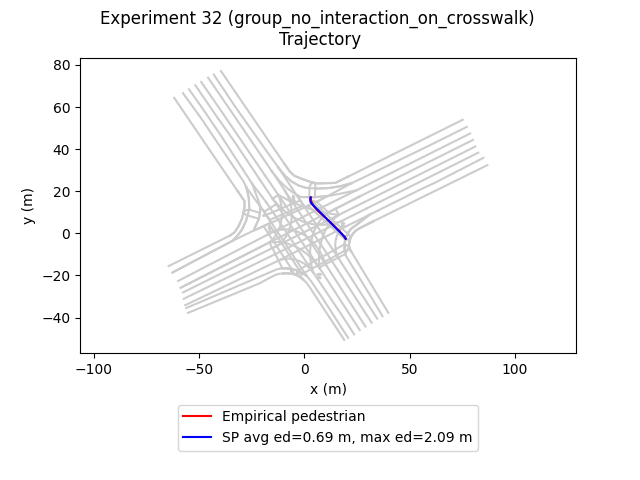 Experiment 32 (group_no_interaction_on_crosswalk)
Trajectory
80
60
40
20
0
−20
−40
y (m)
−100
−50
0
50
100
x (m)
Empirical pedestrian
SP avg ed=0.69 m, max ed=2.09 m